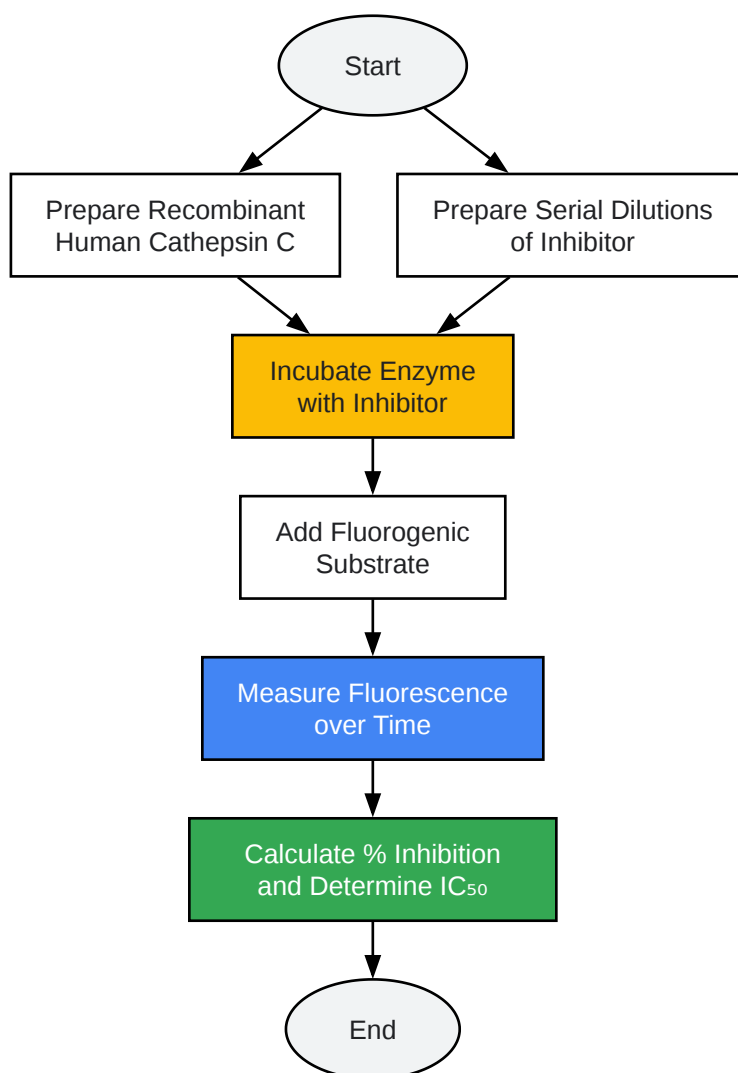 Start
Prepare Recombinant
Human Cathepsin C
Prepare Serial Dilutions
of Inhibitor
Incubate Enzyme
with Inhibitor
Add Fluorogenic
Substrate
Measure Fluorescence
over Time
Calculate % Inhibition
and Determine IC₅₀
End